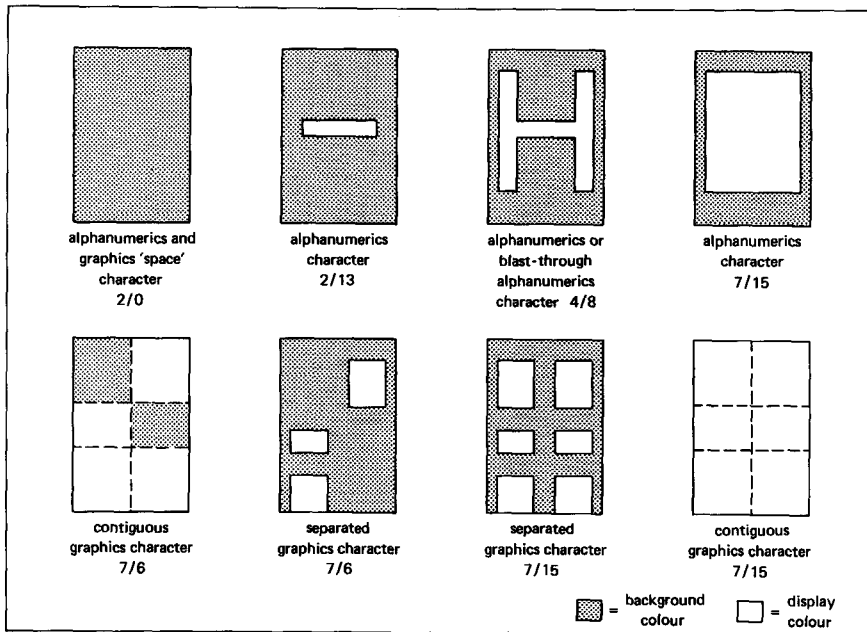 alphanumerics and
graphics 'space'
character
2/0
alphanumerics
character
2/13
H
alphanumerics or
blast-through
alphanumerics
character 4/8
alphanumerics
character
7/15
contiguous
graphics character
7/6
separated
graphics character
7/6
separated
graphics character
7/15
contiguous
graphics character
7/15
= background
colour
= display
colour